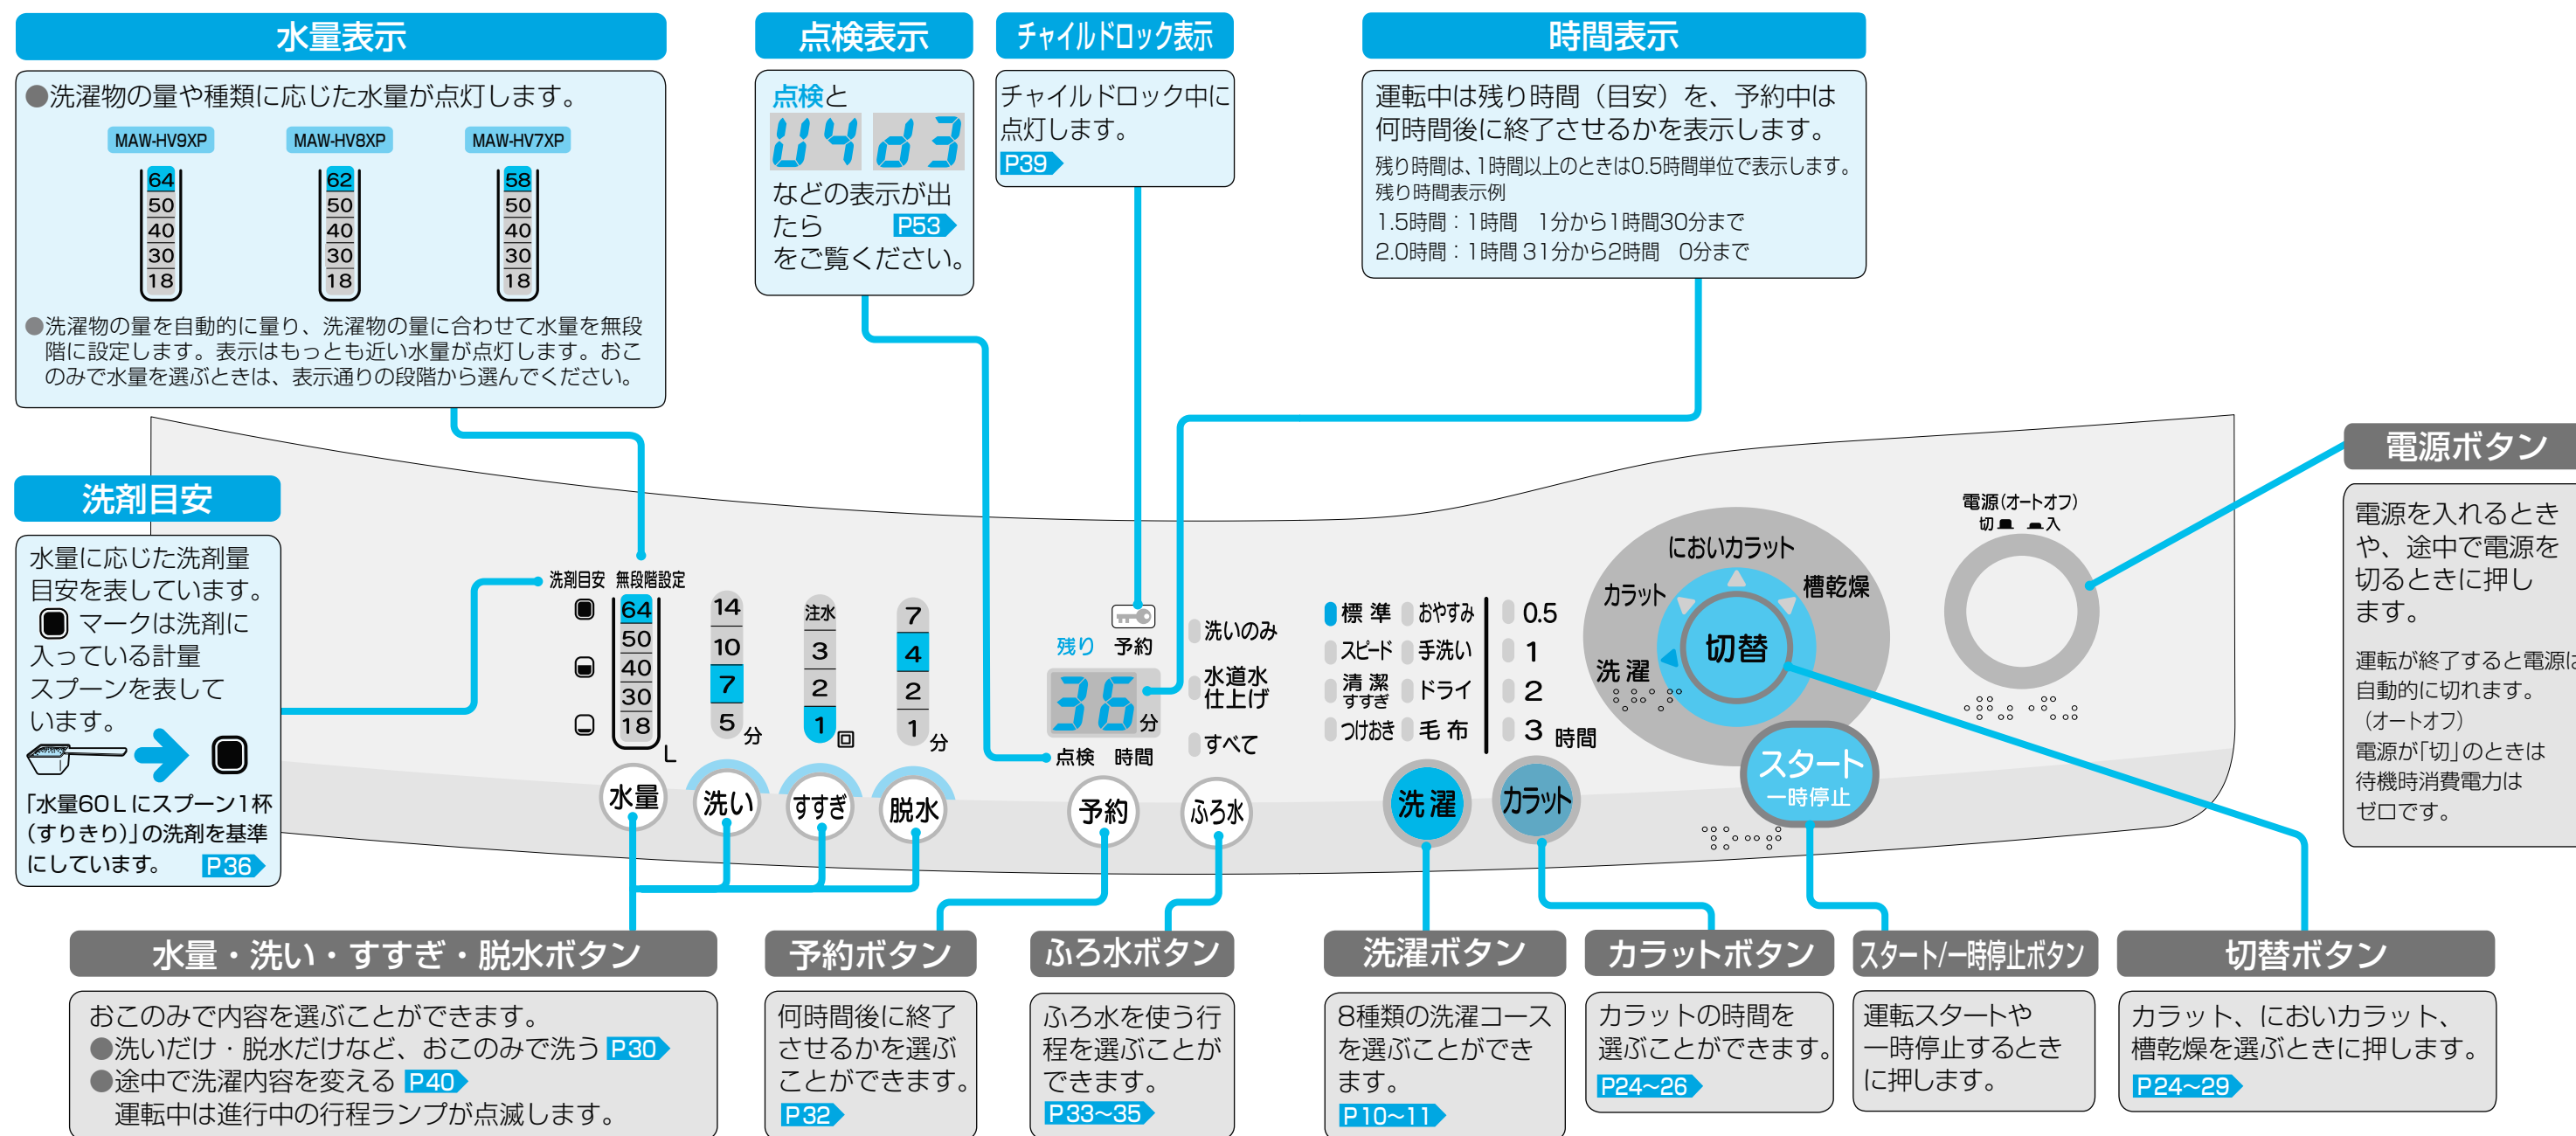 水量表示
●洗濯物の量や種類に応じた水量が点灯します。
MAW-HV9XP
MAW-HV8XP
MAW-HV7XP
64
50
40
30
18
62
50
40
30
18
58
50
40
30
18
●洗濯物の量を自動的に量り、洗濯物の量に合わせて水量を無段
階に設定します。表示はもっとも近い水量が点灯します。おこ
のみで水量を選ぶときは、表示通りの段階から選んでください。
点検表示
点検と
U4 d3
などの表示が出
たら P53
をご覧ください。
チャイルドロック表示
チャイルドロック中に
点灯します。
P39
時間表示
運転中は残り時間（目安）を、予約中は
何時間後に終了させるかを表示します。
残り時間は、1時間以上のときは0.5時間単位で表示します。
残り時間表示例
1.5時間：1時間　1分から1時間30分まで
2.0時間：1時間 31分から2時間　0分まで
洗剤目安
水量に応じた洗剤量
目安を表しています。
マークは洗剤に
入っている計量
スプーンを表して
います。
「水量60Ｌにスプーン1杯
(すりきり)」の洗剤を基準
にしています。 P36
洗剤目安 無段階設定
64
50
40
30
18
L
水量
14
10
7
5
分
洗い
注水
3
2
1
回
すすぎ
7
4
2
1
分
脱水
残り 予約
36
分
点検 時間
予約
洗いのみ
水道水
仕上げ
すべて
ふろ水
標準 おやすみ
スピード 手洗い
清潔
すすぎ
ドライ
つけおき 毛布
洗濯
0.5
1
2
3 時間
カラット
においカラット
カラット
槽乾燥
洗濯
切替
スタート
一時停止
電源(オートオフ)
切 入
電源ボタン
電源を入れるとき
や、途中で電源を
切るときに押し
ます。
運転が終了すると電源は
自動的に切れます。
（オートオフ）
電源が「切」のときは
待機時消費電力は
ゼロです。
水量・洗い・すすぎ・脱水ボタン
おこのみで内容を選ぶことができます。
●洗いだけ・脱水だけなど、おこのみで洗う P30
●途中で洗濯内容を変える P40
運転中は進行中の行程ランプが点滅します。
予約ボタン
何時間後に終了
させるかを選ぶ
ことができます。
P32
ふろ水ボタン
ふろ水を使う行
程を選ぶことが
できます。
P33~35
洗濯ボタン
8種類の洗濯コース
を選ぶことができ
ます。
P10~11
カラットボタン
カラットの時間を
選ぶことができます。
P24~26
スタート/一時停止ボタン
運転スタートや
一時停止するとき
に押します。
切替ボタン
カラット、においカラット、
槽乾燥を選ぶときに押します。
P24~29